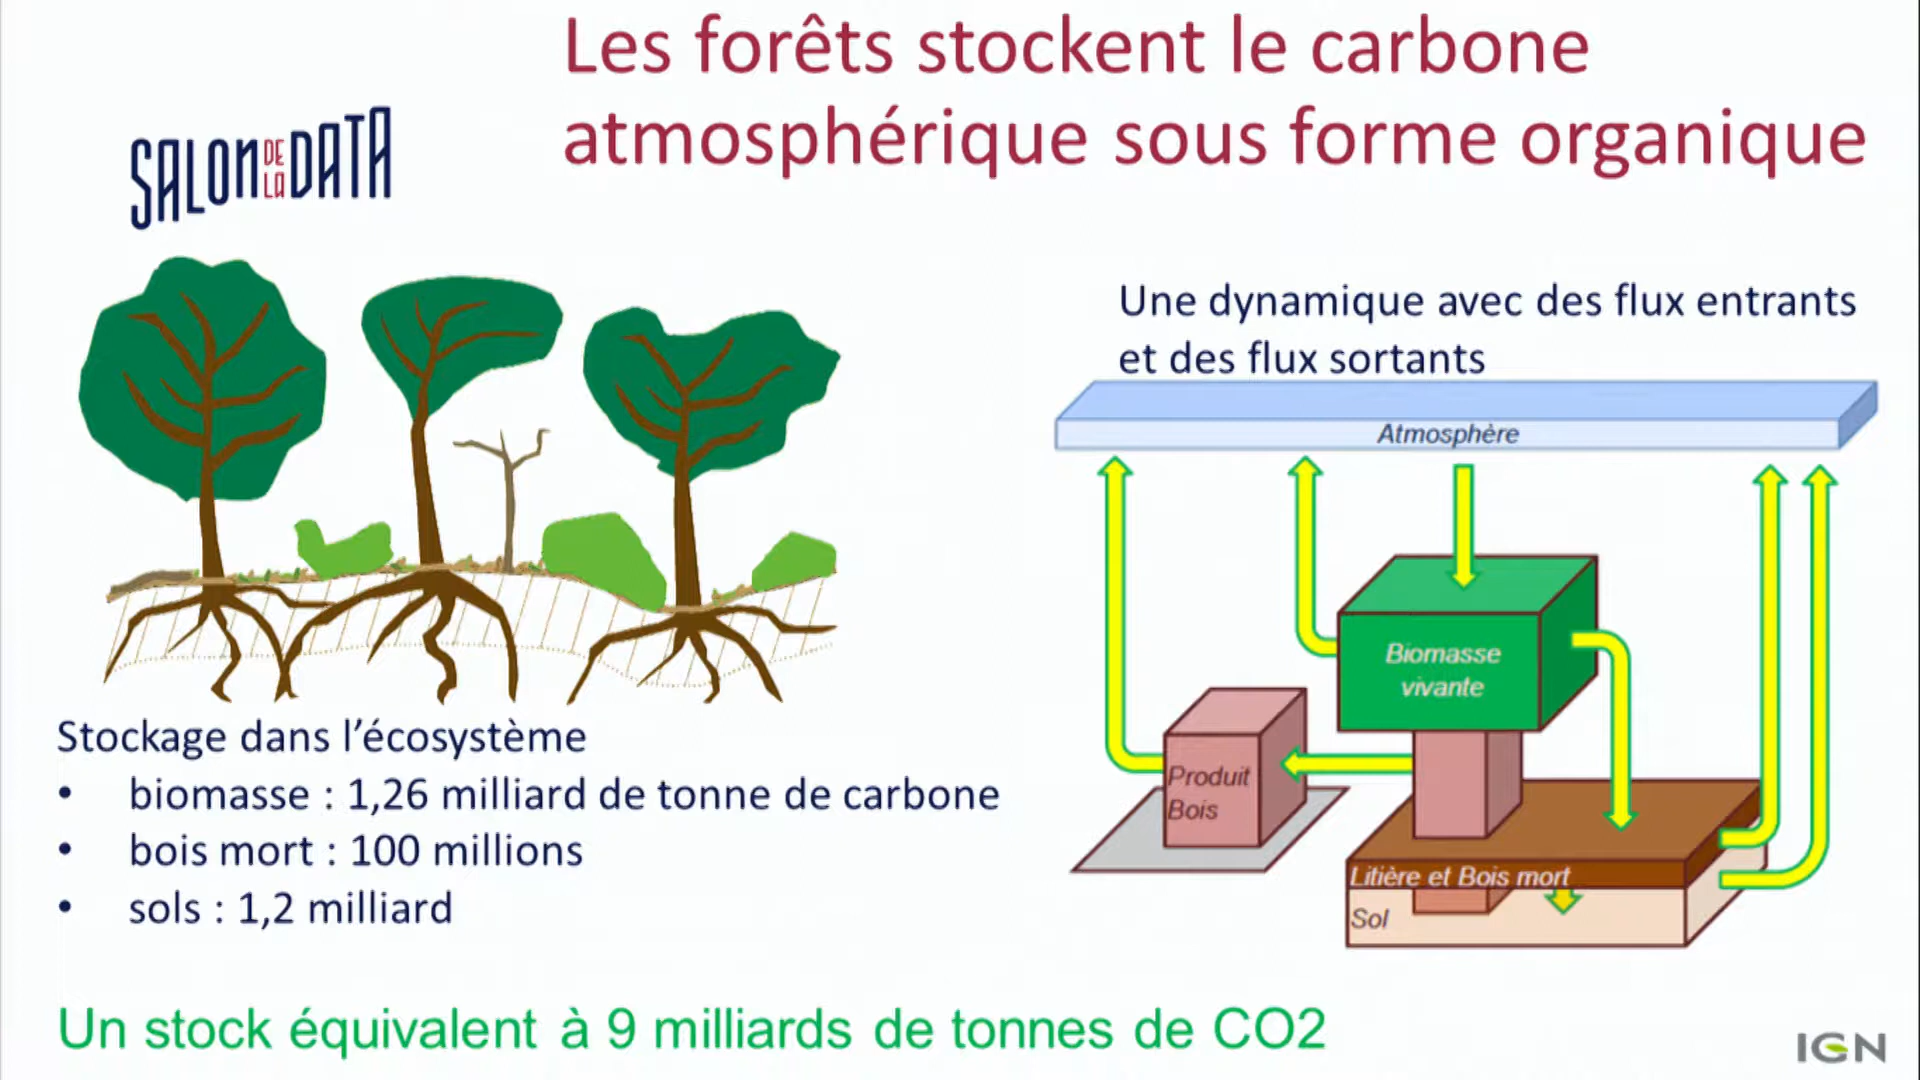 Les forêts stockent le carbone
atmosphérique sous forme organique
SALON DE LA DATA
Une dynamique avec des flux entrants
et des flux sortants
Atmosphère
Biomasse
vivante
Produit
Bois
Litière et Bois mort
Sol
Stockage dans l’écosystème
• biomasse : 1,26 milliard de tonne de carbone
• bois mort : 100 millions
• sols : 1,2 milliard
Un stock équivalent à 9 milliards de tonnes de CO2
IGN